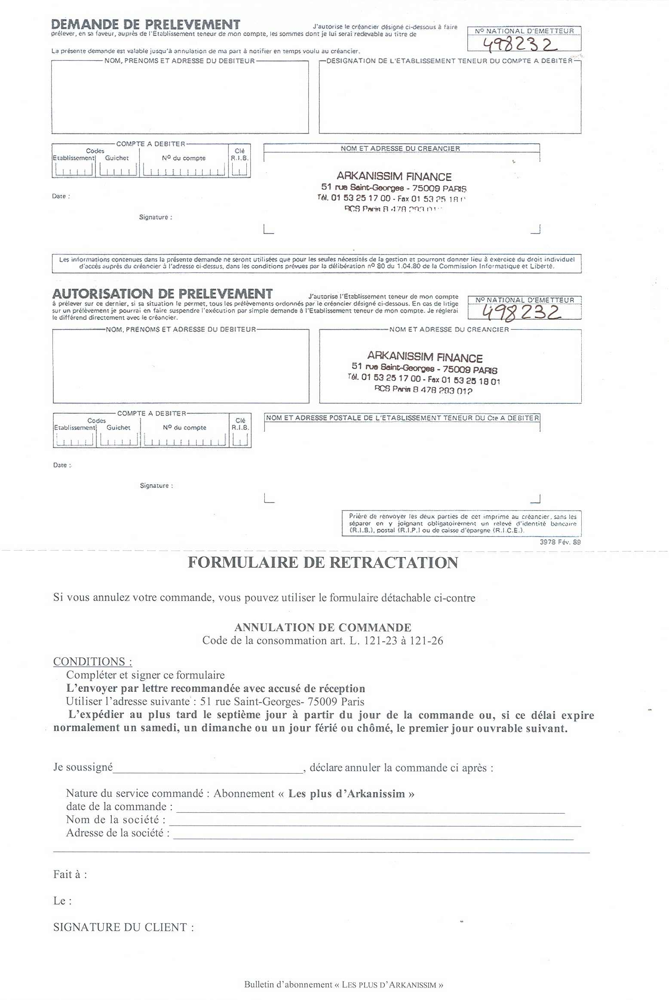 DEMANDE DE PRELEVEMENT J'autorise le créancier désigné ci-dessous à faire
prélever, en sa faveur, auprès de l'Etablissement teneur de mon compte, les sommes dont je lui serai redevable au titre de
Nº NATIONAL D'EMETTEUR
498232
La présente demande est valable jusqu'à annulation de ma part à notifier en temps voulu au créancier.
NOM, PRENOMS ET ADRESSE DU DEBITEUR
DESIGNATION DE L'ETABLISSEMENT TENEUR DU COMPTE A DEBITER
COMPTE A DEBITER
Codes Clé
Etablissement Guichet Nº du compte R.I.B.
NOM ET ADRESSE DU CREANCIER
ARKANISSIM FINANCE
51 rue Saint-Georges - 75009 PARIS
Tél. 01 53 25 17 00 - Fax 01 53 25 18
RCS Paris B 478
Date :
Signature :
Les informations contenues dans la présente demande ne seront utilisées que pour les seules nécessités de la gestion et pourront donner lieu à exercice du droit individuel
d'accès auprès du créancier à l'adresse ci-dessus, dans les conditions prévues par la délibération nº 80 du 1.04.80 de la Commission Informatique et Liberté.
AUTORISATION DE PRELEVEMENT J'autorise l'Etablissement teneur de mon compte
à prélever sur ce dernier, si sa situation le permet, tous les prélèvements ordonnés par le créancier désigné ci-dessous. En cas de litige
sur un prélèvement je pourrai en faire suspendre l'exécution par simple demande à l'Etablissement teneur de mon compte. Je réglerai
le différend directement avec le créancier.
Nº NATIONAL D'EMETTEUR
498232
NOM, PRENOMS ET ADRESSE DU DEBITEUR
NOM ET ADRESSE DU CREANCIER
ARKANISSIM FINANCE
51 rue Saint-Georges - 75009 PARIS
Tél. 01 53 25 17 00 - Fax 01 53 25 18 01
RCS Paris B 478 293 012
COMPTE A DEBITER
Codes Clé
Etablissement Guichet Nº du compte R.I.B.
NOM ET ADRESSE POSTALE DE L'ETABLISSEMENT TENEUR DU Cte A DEBITER
Date :
Signature :
Prière de renvoyer les deux parties de cet imprimé au créancier, sans les
séparer en y joignant obligatoirement un relevé d'identité bancaire
(R.I.B.), postal (R.I.P.) ou de caisse d'épargne (R.I.C.E.).
3978 Fév. 89
FORMULAIRE DE RETRACTATION
Si vous annulez votre commande, vous pouvez utiliser le formulaire détachable ci-contre
ANNULATION DE COMMANDE
Code de la consommation art. L. 121-23 à 121-26
CONDITIONS :
Compléter et signer ce formulaire
L'envoyer par lettre recommandée avec accusé de réception
Utiliser l'adresse suivante : 51 rue Saint-Georges- 75009 Paris
L'expédier au plus tard le septième jour à partir du jour de la commande ou, si ce délai expire
normalement un samedi, un dimanche ou un jour férié ou chômé, le premier jour ouvrable suivant.
Je soussigné______________________________, déclare annuler la commande ci après :
Nature du service commandé : Abonnement « Les plus d'Arkanissim »
date de la commande :
Nom de la société :
Adresse de la société :
Fait à :
Le :
SIGNATURE DU CLIENT :
Bulletin d'abonnement « LES PLUS D'ARKANISSIM »